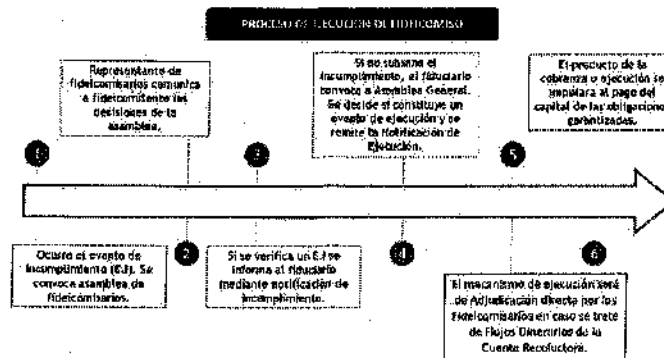 PROCESO DE EJECUCION DE FIDEICOMISO
Representante de
fideicomisarios comunica
a fideicomitente las
decisiones de la
asamblea.
Si no subsana el
incumplimiento, el fiduciario
convoca a Asamblea General.
Se decide si constituye un
evento de ejecución y se
remite la Notificación de
Ejecución.
El producto de la
cobranza o ejecución se
imputara al pago del
capital de las obligaciones
garantizadas.
1
3
5
2
4
6
Ocurre el evento de
incumplimiento (E.I). Se
convoca asamblea de
fideicomisarios.
Si se verifica un E.I se
informa al fiduciario
mediante notificación de
incumplimiento.
El mecanismo de ejecución será
de Adjudicación directa por los
Fideicomisarios en caso se trate
de Flujos Dinerarios de la
Cuenta Recolectora.